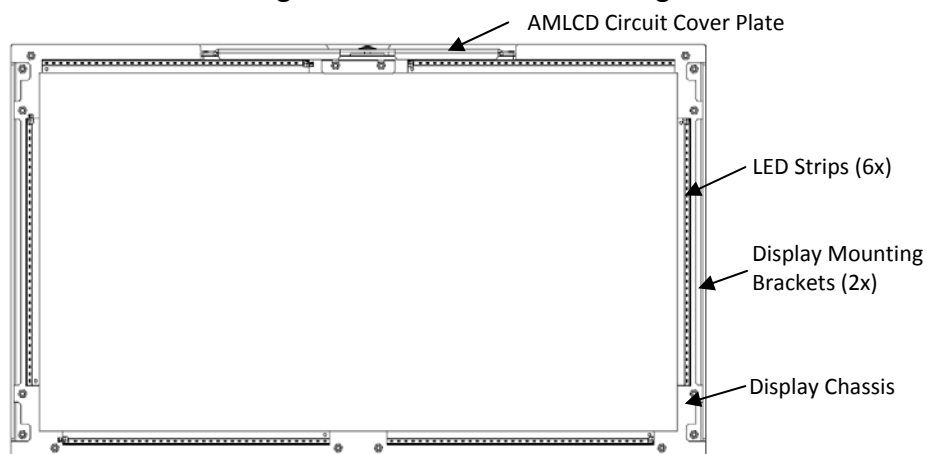 AMLCD Circuit Cover Plate
LED Strips (6x)
Display Mounting
Brackets (2x)
Display Chassis